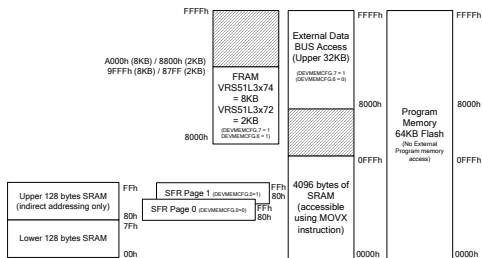 FFFFh
FFFFh
FFFFh
A000h (8KB) / 8800h (2KB)
9FFFh (8KB) / 87FF (2KB)
FRAM
VRS51L3x74
= 8KB
VRS51L3x72
= 2KB
(DEVMEMCFG.7 = 1
DEVMEMCFG.6 = 1)
8000h
External Data
BUS Access
(Upper 32KB)
(DEVMEMCFG.7 = 1
DEVMEMCFG.6 = 0)
8000h
8000h
Program
Memory
64KB Flash
(No External
Program memory
access)
0FFFh
0FFFh
4096 bytes of
SRAM
(accessible
using MOVX
instruction)
0000h
0000h
Upper 128 bytes SRAM
(indirect addressing only)
FFh
80h
Lower 128 bytes SRAM
7Fh
00h
SFR Page 1 (DEVMEMCFG.0=1)
FFh
80h
SFR Page 0 (DEVMEMCFG.0=0)
FFh
80h